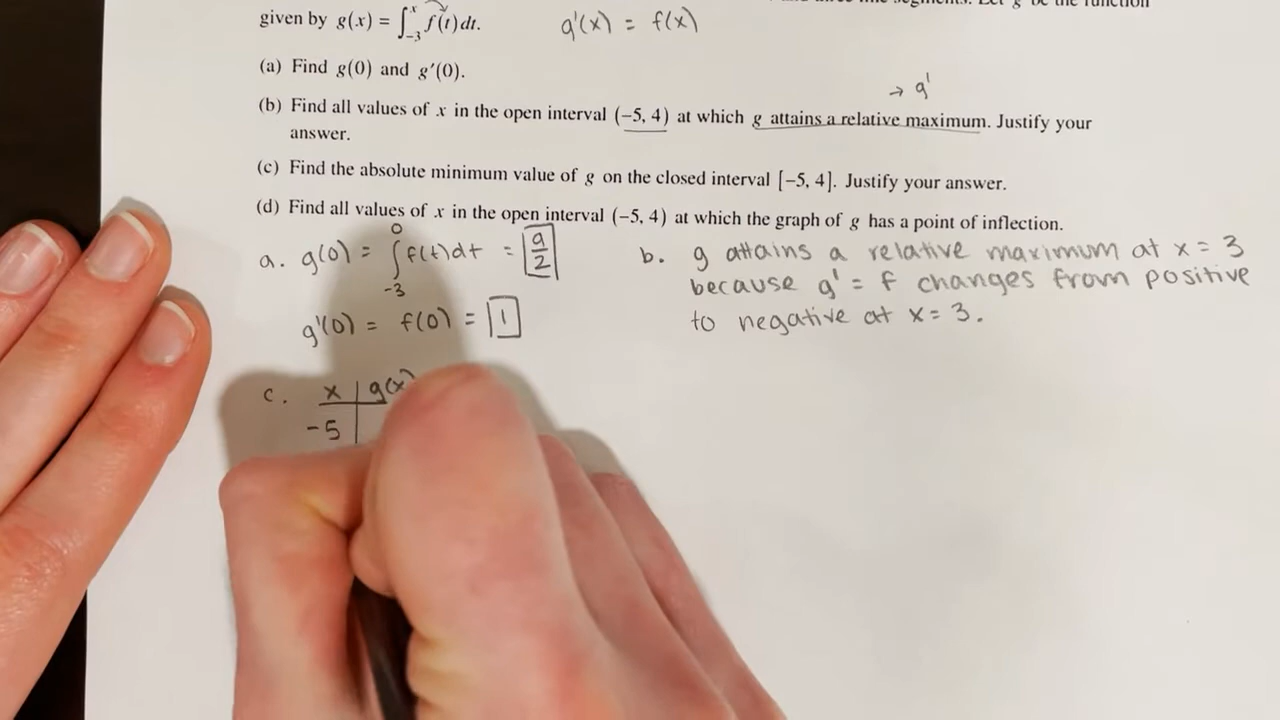 given by g(x) = ∫₋₃ˣ f(t) dt.
g'(x) = f(x)
(a) Find g(0) and g′(0).
→ g'
(b) Find all values of x in the open interval (−5, 4) at which g attains a relative maximum. Justify your
answer.
(c) Find the absolute minimum value of g on the closed interval [−5, 4]. Justify your answer.
(d) Find all values of x in the open interval (−5, 4) at which the graph of g has a point of inflection.
a. g(0) = ∫₋₃⁰ f(t)dt = 9/2
g'(0) = f(0) = 1
b. g attains a relative maximum at x = 3
because g' = f changes from positive
to negative at x = 3.
c. x | g(x)
-5